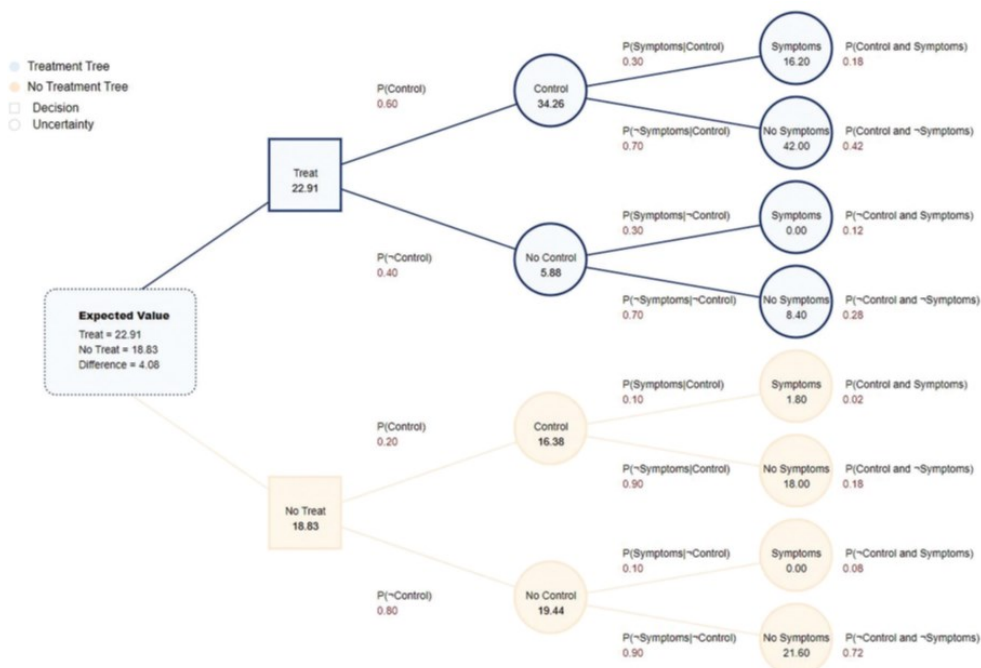 Treatment Tree
No Treatment Tree
Decision
Uncertainty
Expected Value
Treat = 22.91
No Treat = 18.83
Difference = 4.08
Treat
22.91
P(Control)
0.60
P(¬Control)
0.40
Control
34.26
No Control
5.88
P(Symptoms|Control)
0.30
P(¬Symptoms|Control)
0.70
P(Symptoms|¬Control)
0.30
P(¬Symptoms|¬Control)
0.70
Symptoms
16.20
P(Control and Symptoms)
0.18
No Symptoms
42.00
P(Control and ¬Symptoms)
0.42
Symptoms
0.00
P(¬Control and Symptoms)
0.12
No Symptoms
8.40
P(¬Control and ¬Symptoms)
0.28
No Treat
18.83
P(Control)
0.20
P(¬Control)
0.80
Control
16.38
No Control
19.44
P(Symptoms|Control)
0.10
P(¬Symptoms|Control)
0.90
P(Symptoms|¬Control)
0.10
P(¬Symptoms|¬Control)
0.90
Symptoms
1.80
P(Control and Symptoms)
0.02
No Symptoms
18.00
P(Control and ¬Symptoms)
0.18
Symptoms
0.00
P(¬Control and Symptoms)
0.08
No Symptoms
21.60
P(¬Control and ¬Symptoms)
0.72